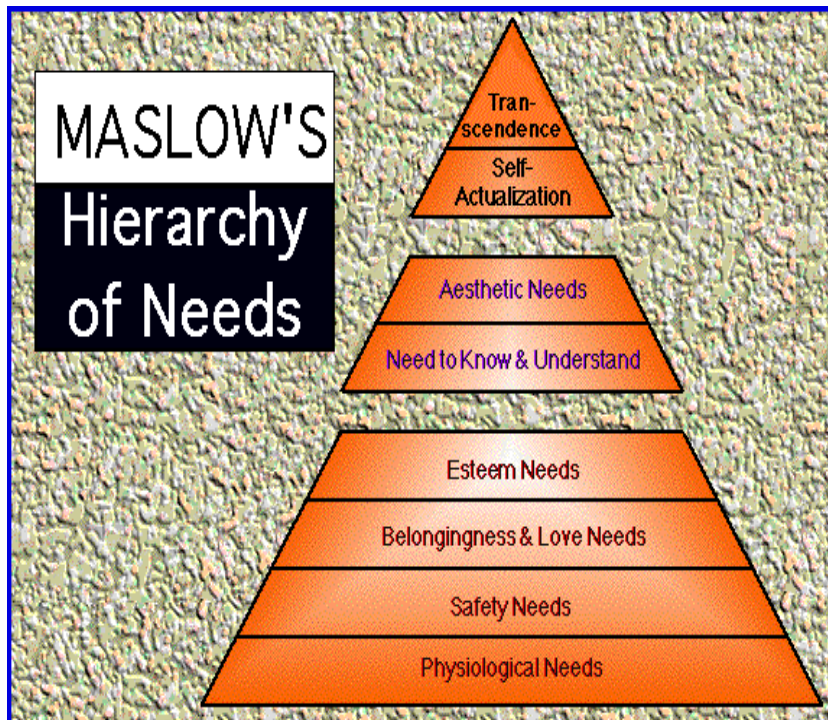 MASLOW'S
Hierarchy
of Needs
Tran-
scendence
Self-
Actualization
Aesthetic Needs
Need to Know & Understand
Esteem Needs
Belongingness & Love Needs
Safety Needs
Physiological Needs